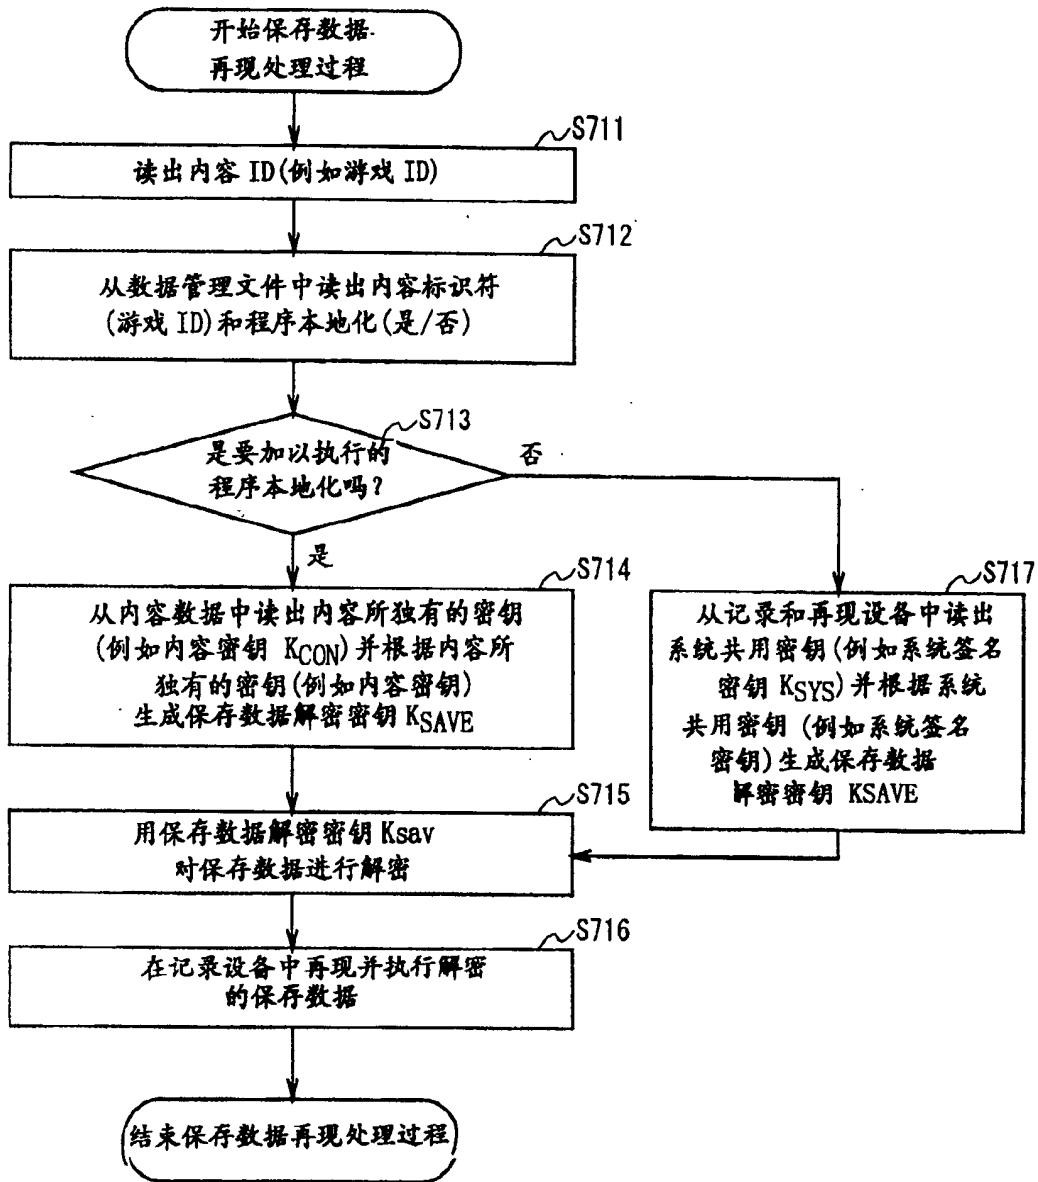 开始保存数据
再现处理过程
S711
读出内容 ID(例如游戏 ID)
S712
从数据管理文件中读出内容标识符
(游戏 ID)和程序本地化(是/否)
S713
是要加以执行的
程序本地化吗?
否
是
S714
从内容数据中读出内容所独有的密钥
(例如内容密钥 KCON)并根据内容所
独有的密钥(例如内容密钥)
生成保存数据解密密钥 KSAVE
S717
从记录和再现设备中读出
系统共用密钥(例如系统签名
密钥 KSYS)并根据系统
共用密钥 (例如系统签名
密钥)生成保存数据
解密密钥 KSAVE
S715
用保存数据解密密钥 Ksav
对保存数据进行解密
S716
在记录设备中再现并执行解密
的保存数据
结束保存数据再现处理过程